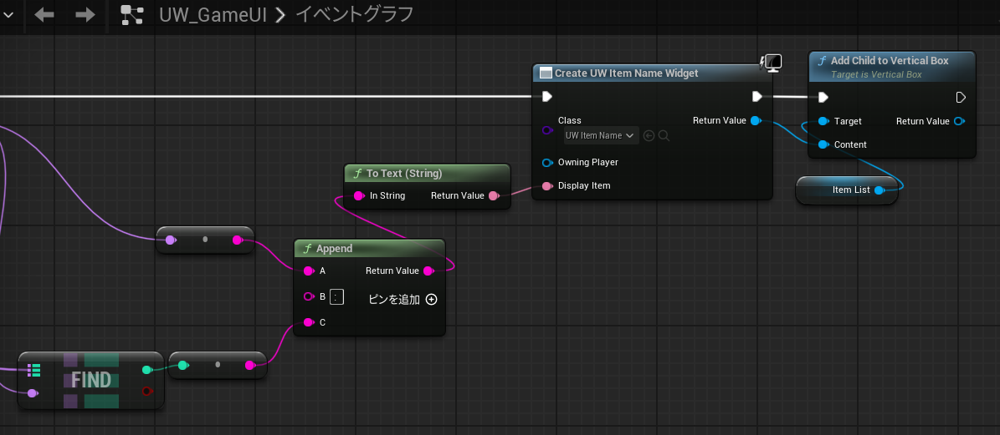 UW_GameUI > イベントグラフ
Create UW Item Name Widget
Class
UW Item Name
Return Value
Owning Player
Display Item
f Add Child to Vertical Box
Target is Vertical Box
Target
Return Value
Content
Item List
f To Text (String)
In String
Return Value
f Append
A
Return Value
B :
ピンを追加
C
FIND